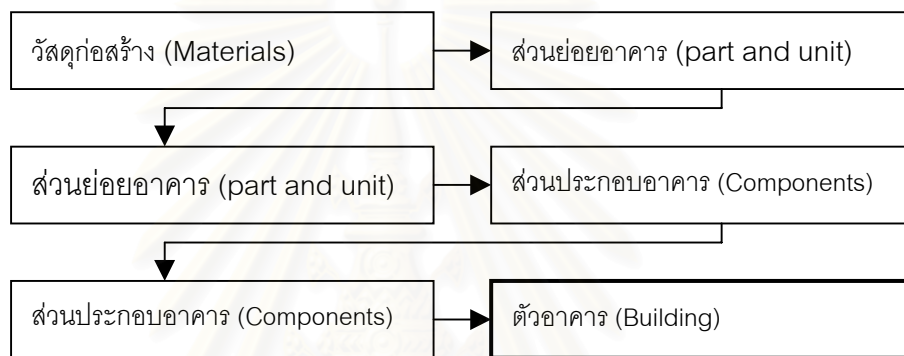 วัสดุก่อสร้าง (Materials)
ส่วนย่อยอาคาร (part and unit)
ส่วนย่อยอาคาร (part and unit)
ส่วนประกอบอาคาร (Components)
ส่วนประกอบอาคาร (Components)
ตัวอาคาร (Building)